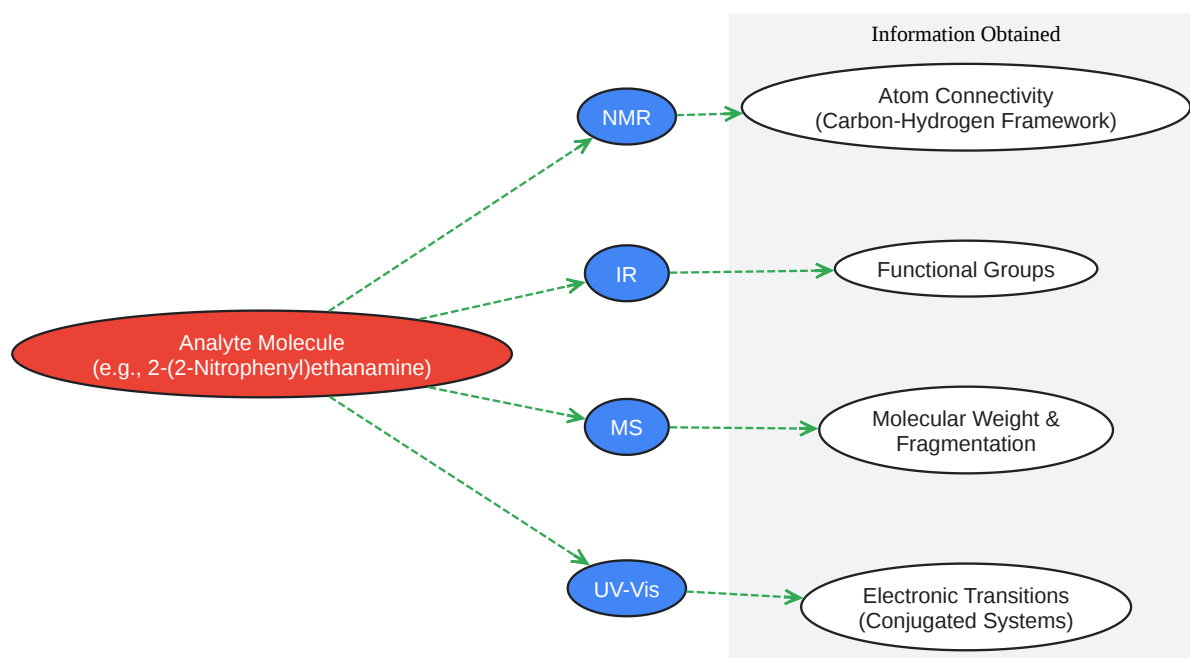 Information Obtained
NMR
Atom Connectivity
(Carbon-Hydrogen Framework)
IR
Functional Groups
Analyte Molecule
(e.g., 2-(2-Nitrophenyl)ethanamine)
MS
Molecular Weight &
Fragmentation
UV-Vis
Electronic Transitions
(Conjugated Systems)